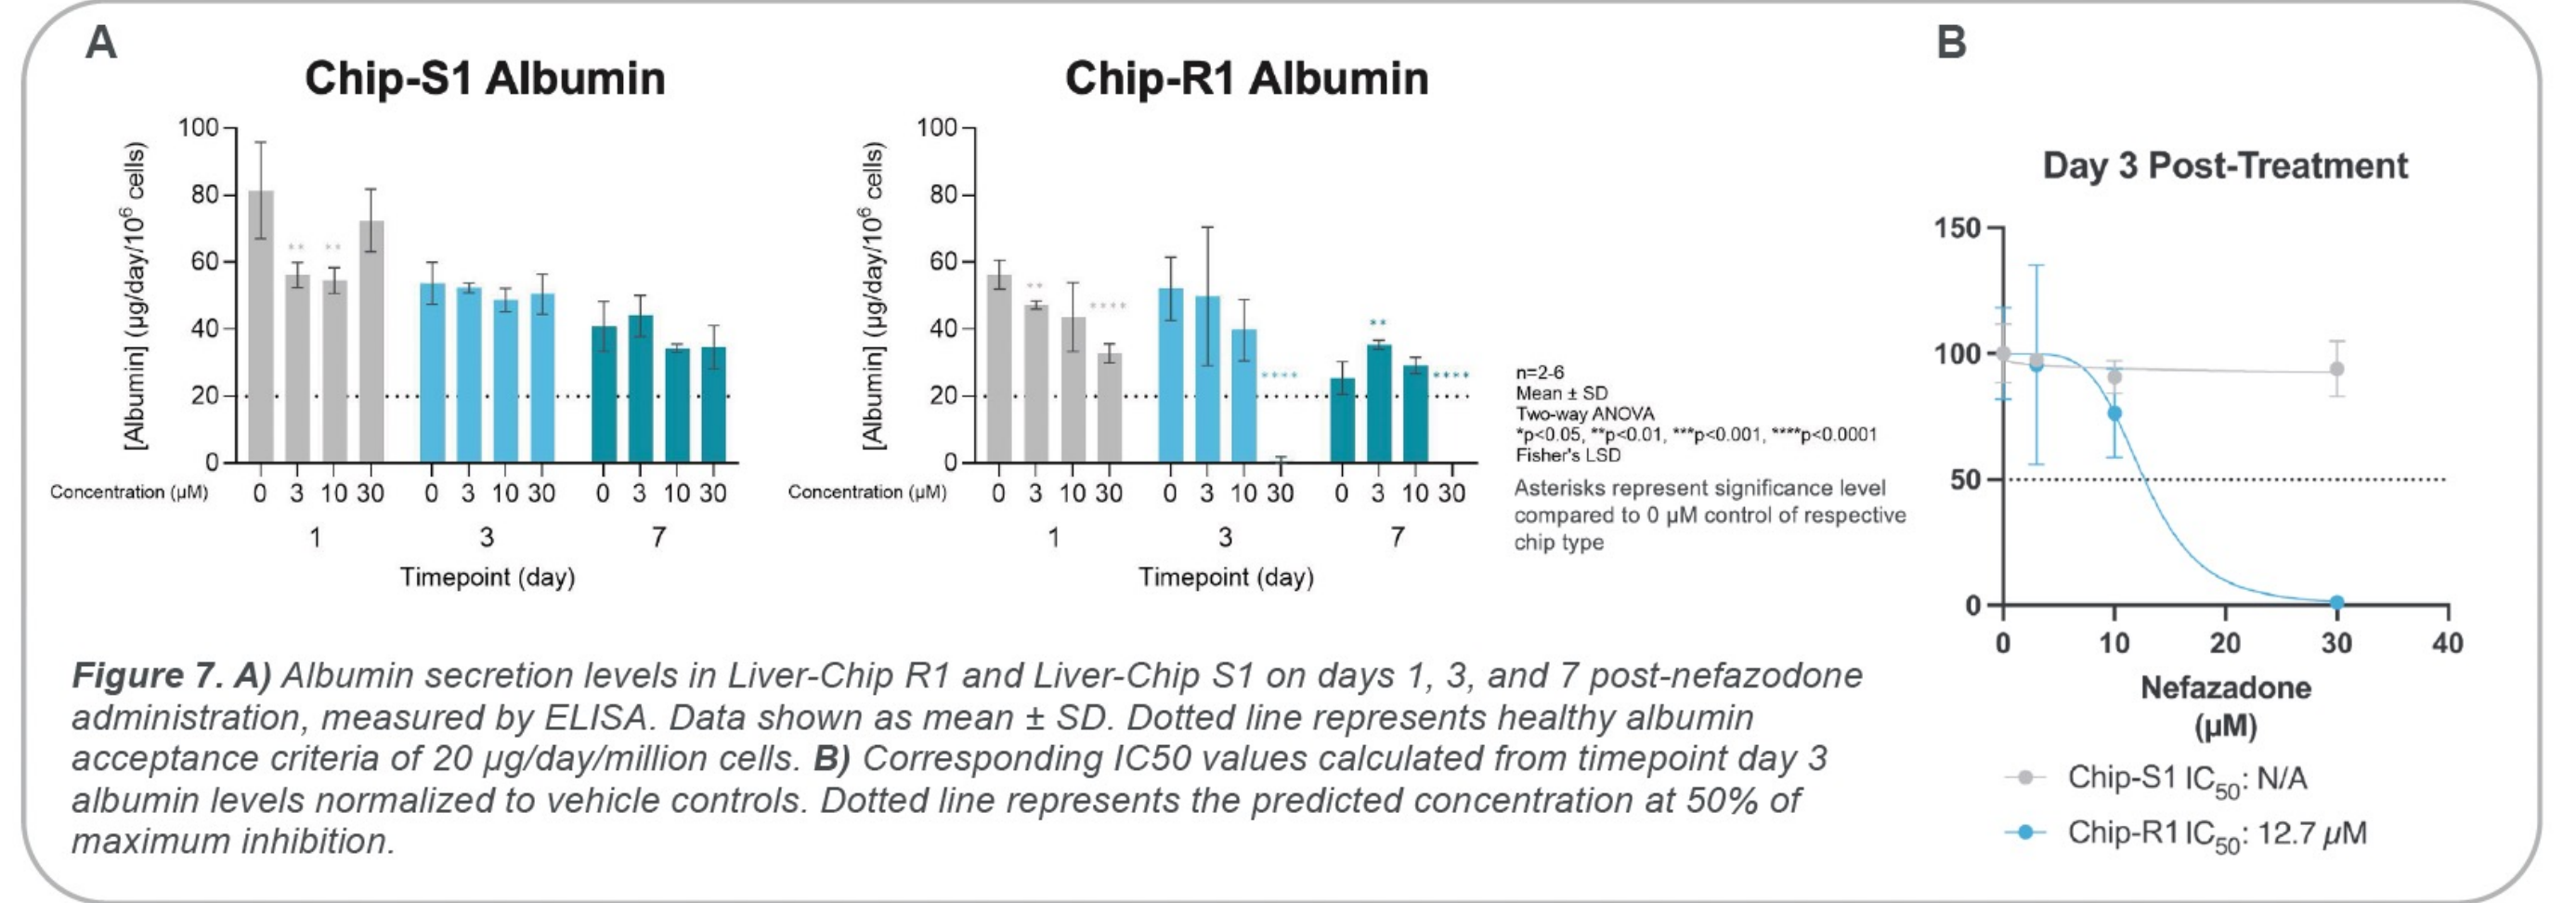 A
Chip-S1 Albumin
[Albumin] (µg/day/10⁶ cells)
100
80
60
40
20
0
** **
Concentration (µM) 0 3 10 30 0 3 10 30 0 3 10 30
1 3 7
Timepoint (day)
Chip-R1 Albumin
[Albumin] (µg/day/10⁶ cells)
100
80
60
40
20
0
** **** **** ** ****
Concentration (µM) 0 3 10 30 0 3 10 30 0 3 10 30
1 3 7
Timepoint (day)
n=2-6
Mean ± SD
Two-way ANOVA
*p<0.05, **p<0.01, ***p<0.001, ****p<0.0001
Fisher's LSD
Asterisks represent significance level
compared to 0 µM control of respective
chip type
B
Day 3 Post-Treatment
150
100
50
0
0 10 20 30 40
Nefazadone
(µM)
Chip-S1 IC₅₀: N/A
Chip-R1 IC₅₀: 12.7 µM
Figure 7. A) Albumin secretion levels in Liver-Chip R1 and Liver-Chip S1 on days 1, 3, and 7 post-nefazodone
administration, measured by ELISA. Data shown as mean ± SD. Dotted line represents healthy albumin
acceptance criteria of 20 µg/day/million cells. B) Corresponding IC50 values calculated from timepoint day 3
albumin levels normalized to vehicle controls. Dotted line represents the predicted concentration at 50% of
maximum inhibition.